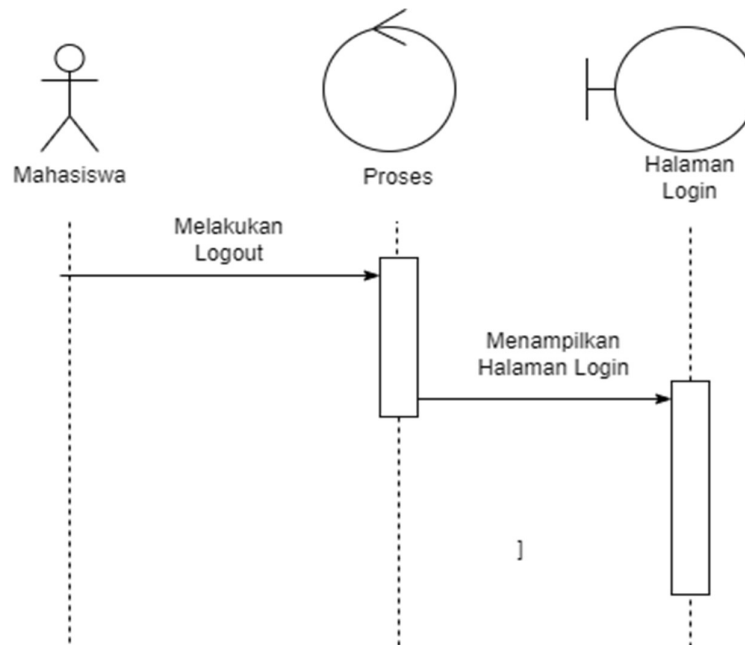 Mahasiswa
Proses
Halaman
Login
Melakukan
Logout
Menampilkan
Halaman Login
]